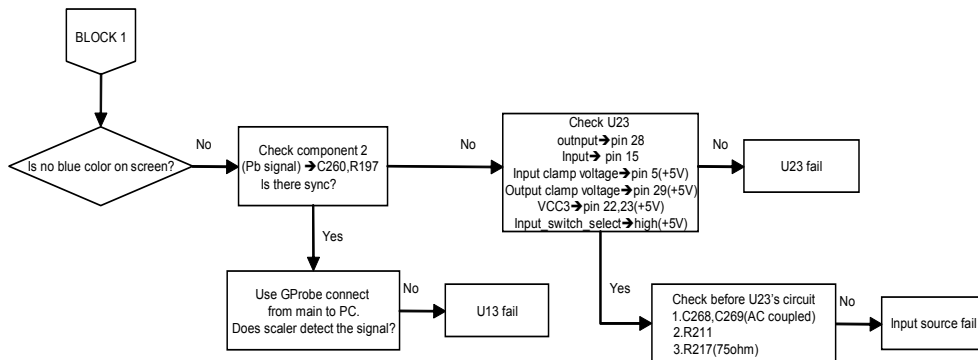 BLOCK 1
Is no blue color on screen?
No
Check component 2
(Pb signal) ➔C260,R197
Is there sync?
No
Check U23
outnput➔pin 28
Input➔ pin 15
Input clamp voltage➔pin 5(+5V)
Output clamp voltage➔pin 29(+5V)
VCC3➔pin 22,23(+5V)
Input_switch_select➔high(+5V)
No
U23 fail
Yes
Use GProbe connect
from main to PC.
Does scaler detect the signal?
No
U13 fail
Yes
Check before U23's circuit
1.C268,C269(AC coupled)
2.R211
3.R217(75ohm)
No
Input source fail